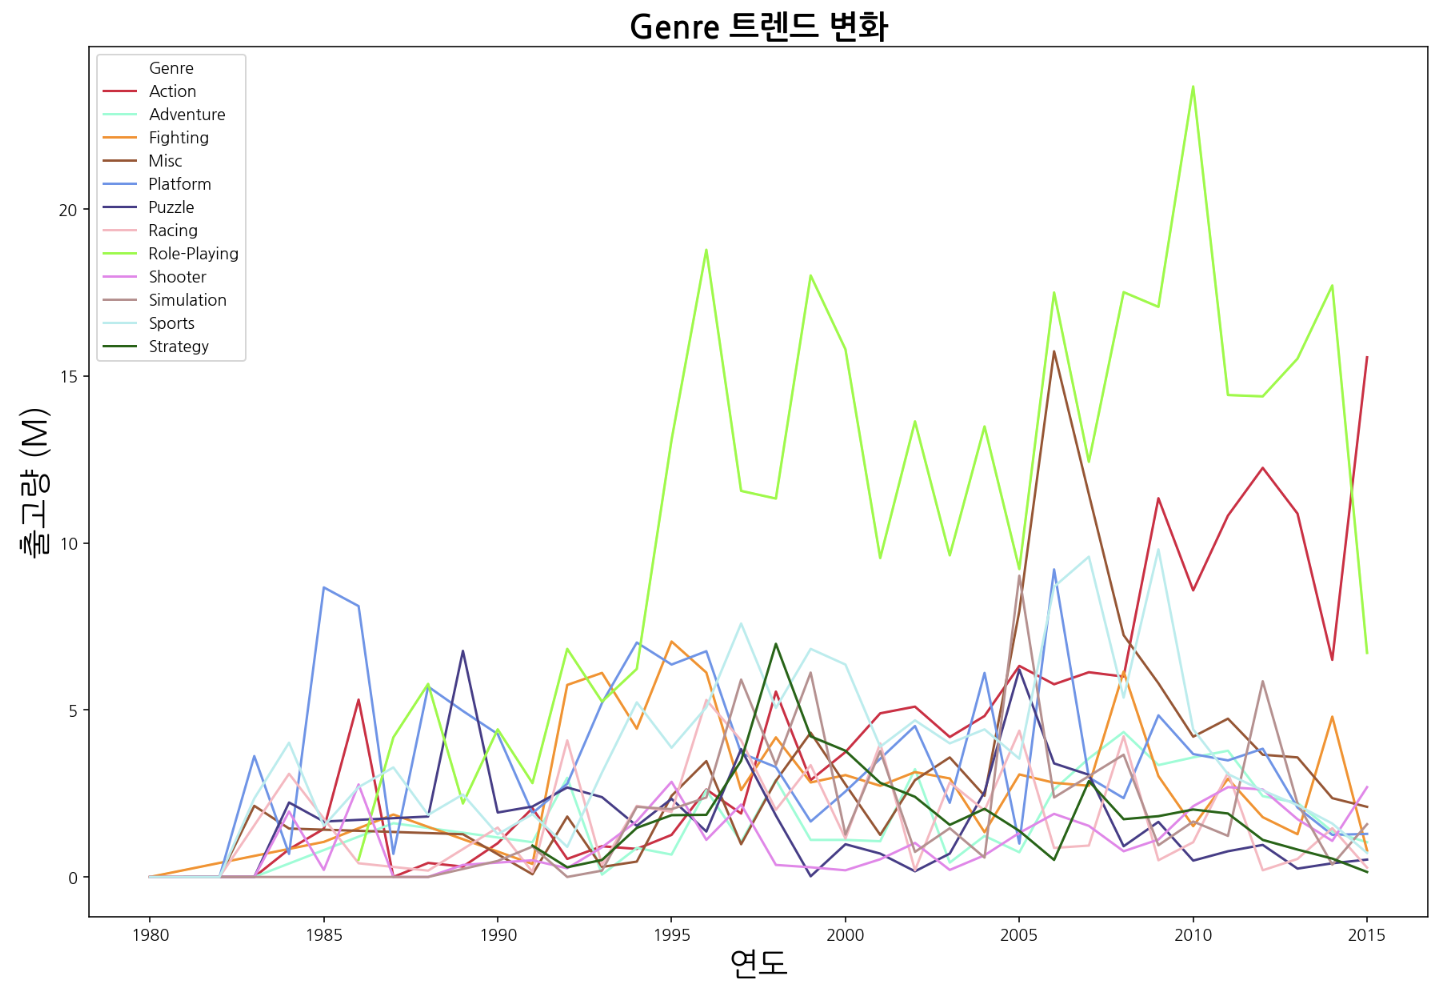 Genre 트렌드 변화
Genre
Action
Adventure
Fighting
Misc
Platform
Puzzle
Racing
Role-Playing
Shooter
Simulation
Sports
Strategy
출고량 (M)
20
15
10
5
0
1980
1985
1990
1995
2000
2005
2010
2015
연도